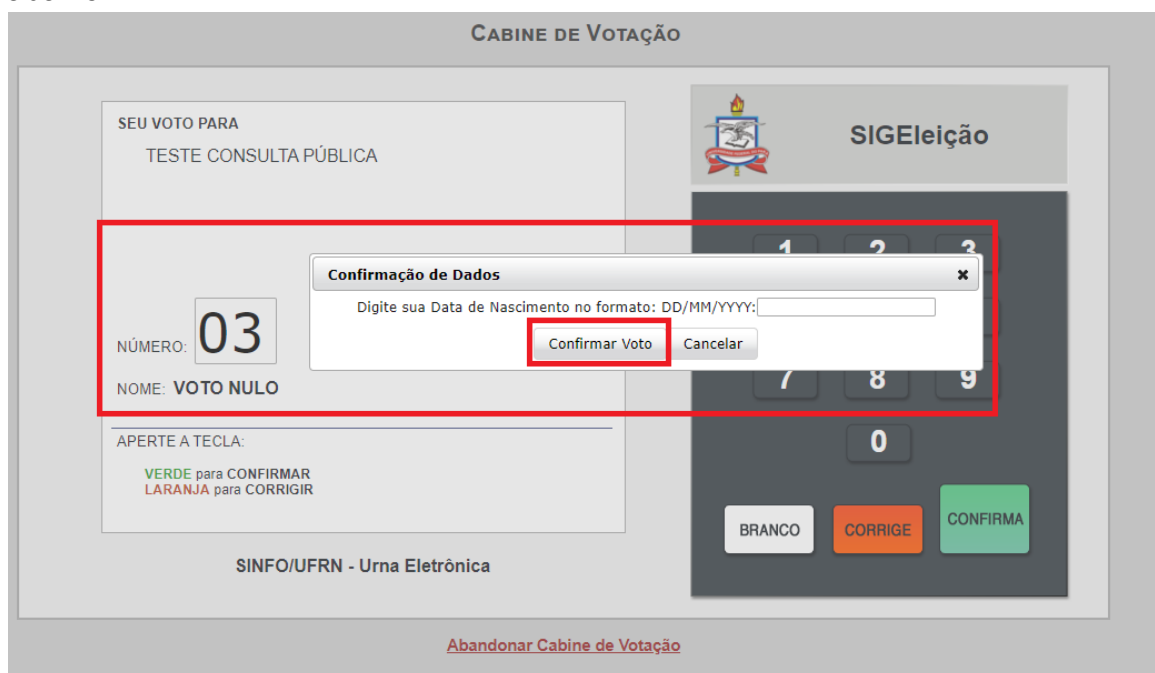 CABINE DE VOTAÇÃO
SEU VOTO PARA
TESTE CONSULTA PÚBLICA
SIGEleição
1 2 3
Confirmação de Dados
Digite sua Data de Nascimento no formato: DD/MM/YYYY:
Confirmar Voto Cancelar
NÚMERO: 03
NOME: VOTO NULO
7 8 9
APERTE A TECLA:
0
VERDE para CONFIRMAR
LARANJA para CORRIGIR
BRANCO CORRIGE CONFIRMA
SINFO/UFRN - Urna Eletrônica
Abandonar Cabine de Votação